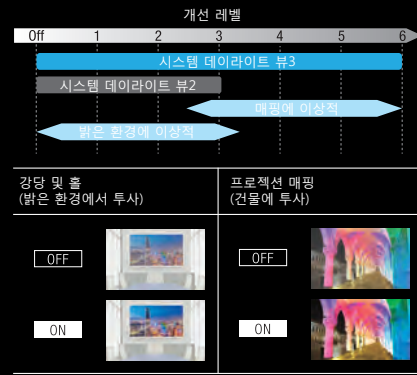 개선 레벨
Off 1 2 3 4 5 6
시스템 데이라이트 뷰3
시스템 데이라이트 뷰2
매핑에 이상적
밝은 환경에 이상적
강당 및 홀
(밝은 환경에서 투사)
프로젝션 매핑
(건물에 투사)
OFF
OFF
ON
ON